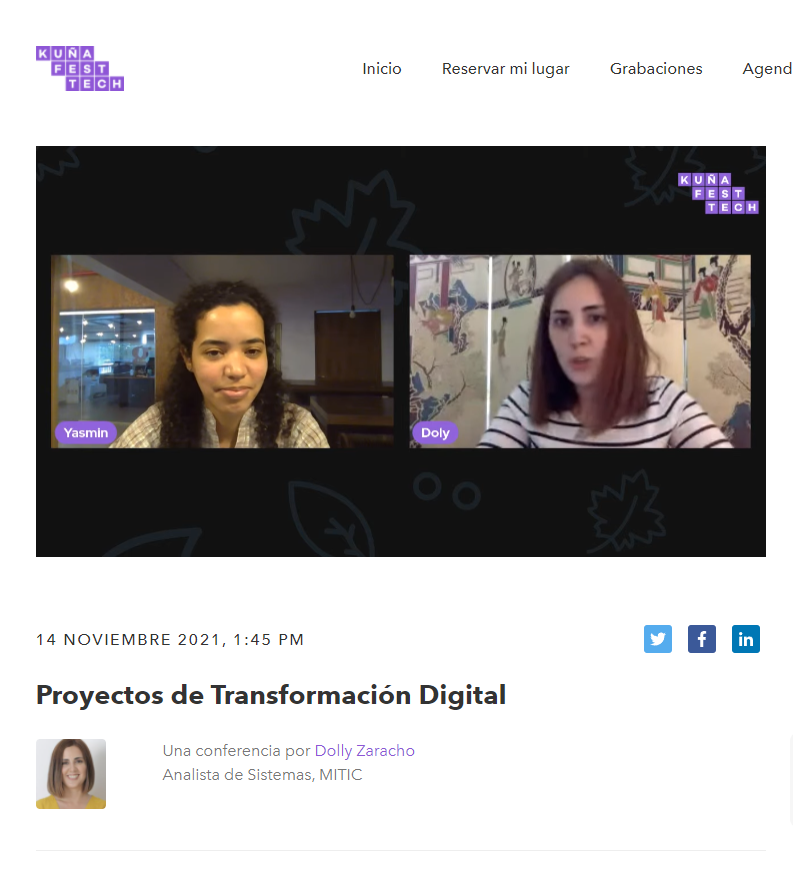 KUÑA
FEST
TECH
Inicio Reservar mi lugar Grabaciones Agend
KUÑA
FEST
TECH
Yasmin Doly
14 NOVIEMBRE 2021, 1:45 PM
Proyectos de Transformación Digital
Una conferencia por Dolly Zaracho
Analista de Sistemas, MITIC